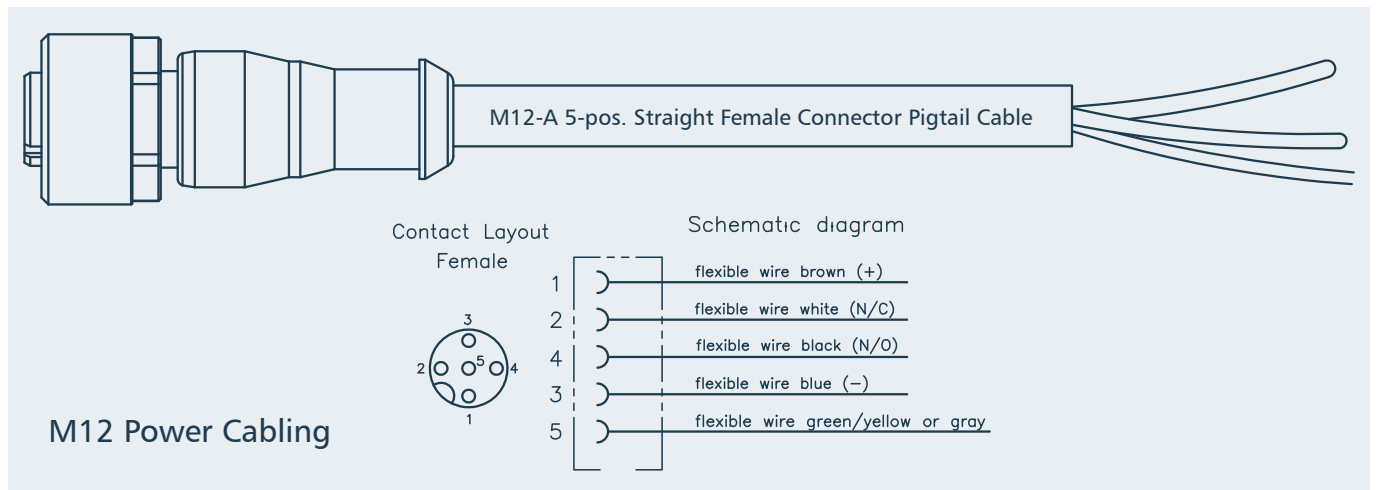 M12-A 5-pos. Straight Female Connector Pigtail Cable
Contact Layout
Female
3
2
5
4
1
Schematic diagram
1 flexible wire brown (+)
2 flexible wire white (N/C)
4 flexible wire black (N/O)
3 flexible wire blue (−)
5 flexible wire green/yellow or gray
M12 Power Cabling